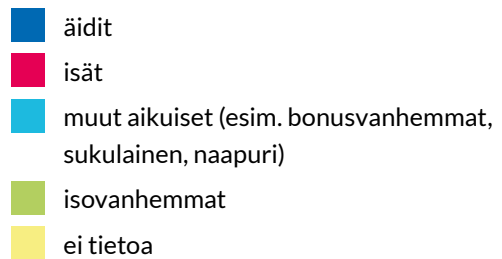 äidit
isät
muut aikuiset (esim. bonusvanhemmat,
sukulainen, naapuri)
isovanhemmat
ei tietoa